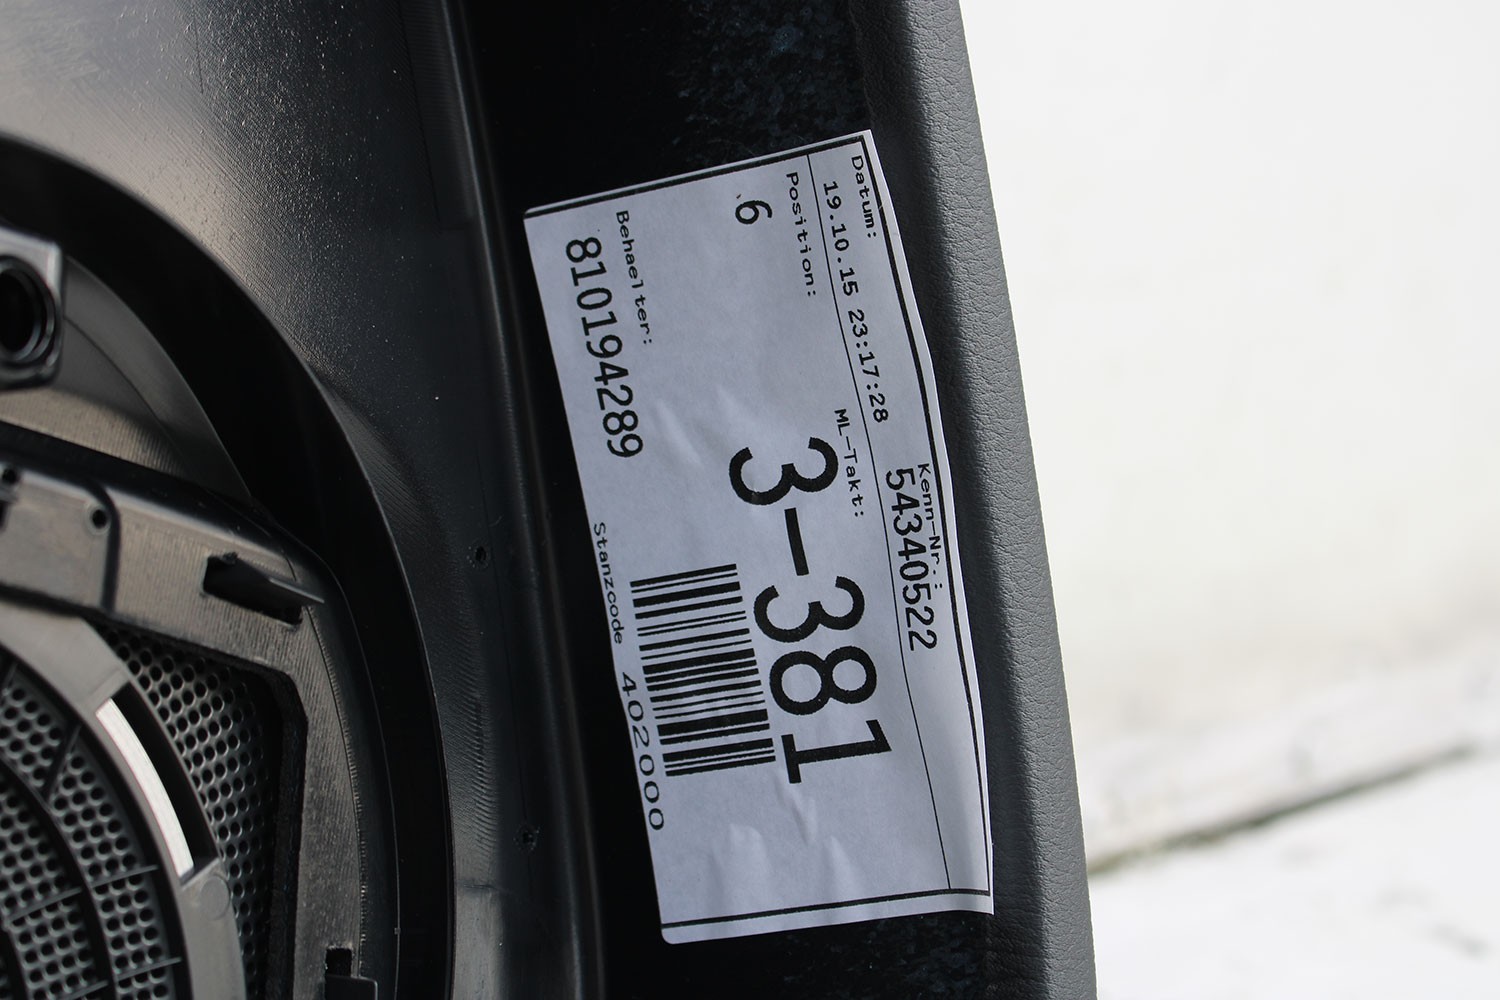 Datum: Kenn-Nr.:
19.10.15 23:17:28 54340522
Position: ML-Takt:
6 3-381
Behaelter:
810194289
Stanzcode 402000